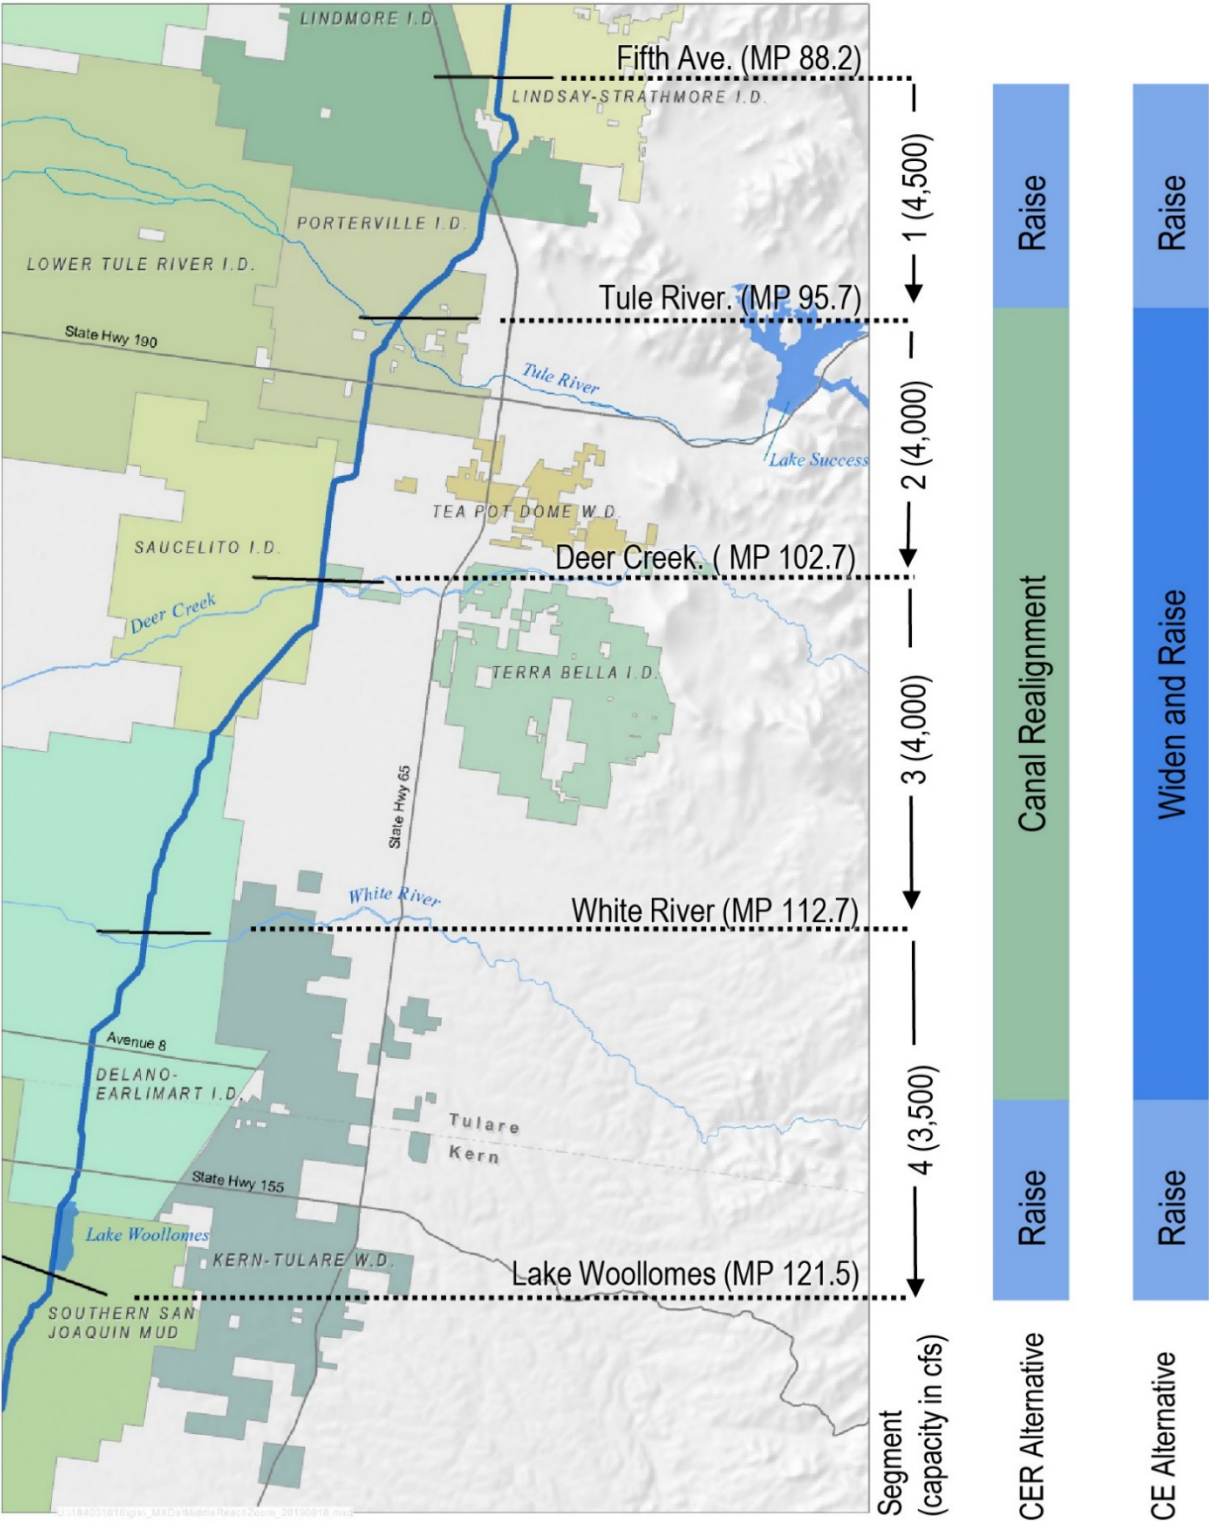 LINDMORE I.D.
Fifth Ave. (MP 88.2)
LINDSAY-STRATHMORE I.D.
PORTERVILLE I.D.
LOWER TULE RIVER I.D.
Tule River. (MP 95.7)
State Hwy 190
Tule River
Lake Success
TEA POT DOME W.D.
SAUCELITO I.D.
Deer Creek. ( MP 102.7)
Deer Creek
TERRA BELLA I.D.
State Hwy 65
White River
White River (MP 112.7)
Avenue 8
DELANO-
EARLIMART I.D.
Tulare
Kern
State Hwy 155
Lake Woollomes
KERN-TULARE W.D.
Lake Woollomes (MP 121.5)
SOUTHERN SAN
JOAQUIN MUD
1 (4,500)
2 (4,000)
3 (4,000)
4 (3,500)
Segment
(capacity in cfs)
Raise
Canal Realignment
Raise
CER Alternative
Raise
Widen and Raise
Raise
CE Alternative